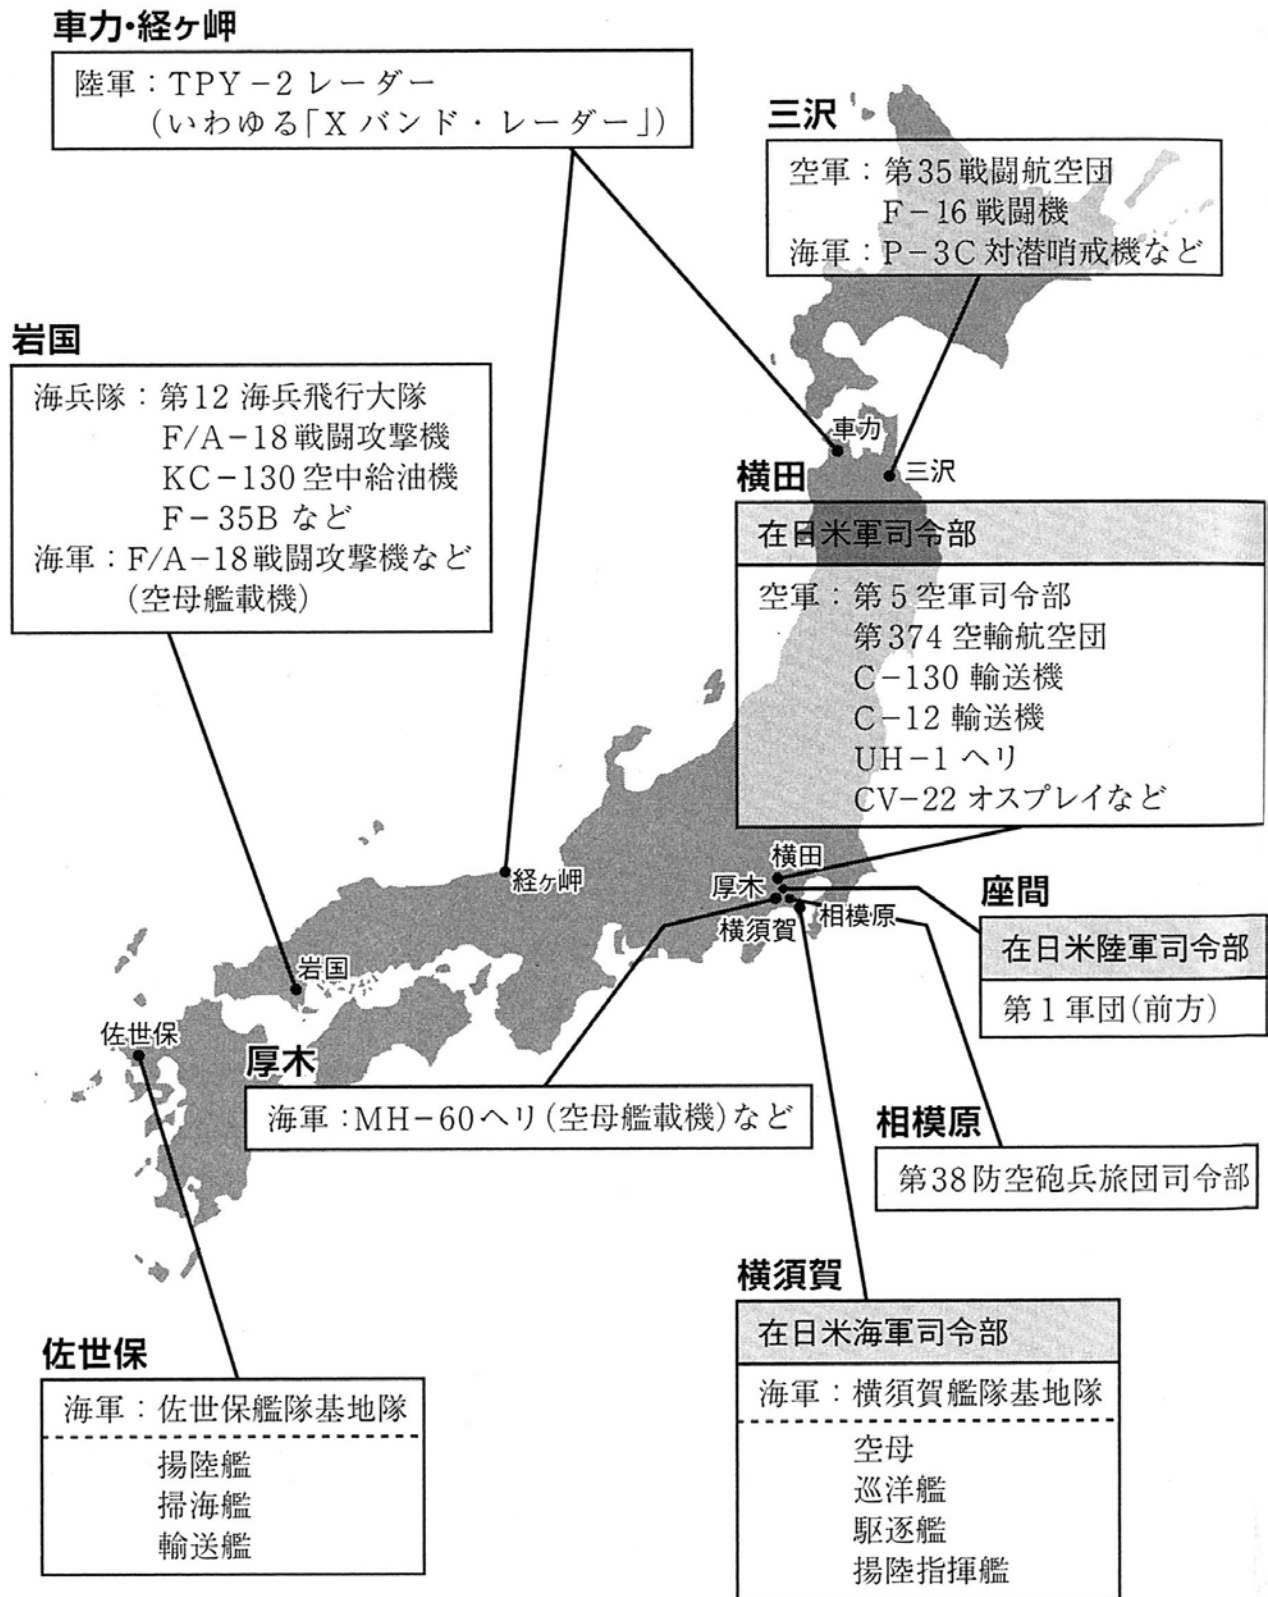 車力・経ヶ岬
陸軍：TPY-2 レーダー
(いわゆる「Xバンド・レーダー」)
三沢
空軍：第35戦闘航空団
F-16 戦闘機
海軍：P-3C 対潜哨戒機など
岩国
海兵隊：第12 海兵飛行大隊
F/A-18戦闘攻撃機
KC-130 空中給油機
F-35B など
海軍：F/A-18戦闘攻撃機など
(空母艦載機)
車力
三沢
横田
在日米軍司令部
空軍：第5空軍司令部
第374 空輸航空団
C-130 輸送機
C-12 輸送機
UH-1 ヘリ
CV-22 オスプレイなど
横田
経ヶ岬
厚木
相模原
横須賀
座間
在日米陸軍司令部
第1軍団(前方)
岩国
佐世保
厚木
海軍：MH-60ヘリ(空母艦載機)など
相模原
第38防空砲兵旅団司令部
横須賀
在日米海軍司令部
海軍：横須賀艦隊基地隊
空母
巡洋艦
駆逐艦
揚陸指揮艦
佐世保
海軍：佐世保艦隊基地隊
揚陸艦
掃海艦
輸送艦